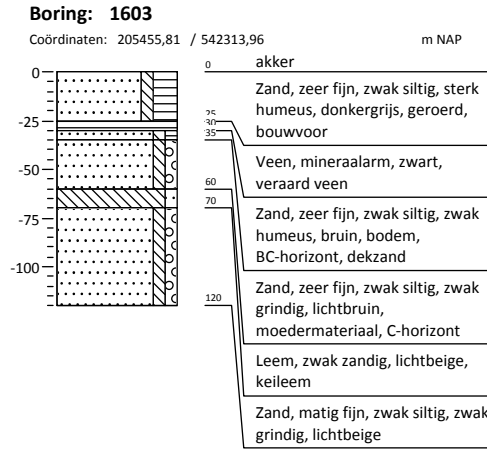 Boring: 1603
Coördinaten: 205455,81 / 542313,96 m NAP
0 0 akker
Zand, zeer fijn, zwak siltig, sterk
humeus, donkergrijs, geroerd,
bouwvoor
-25 25
30
35
Veen, mineraalarm, zwart,
veraard veen
-50 60
Zand, zeer fijn, zwak siltig, zwak
humeus, bruin, bodem,
BC-horizont, dekzand
-75 70
Zand, zeer fijn, zwak siltig, zwak
grindig, lichtbruin,
moedermateriaal, C-horizont
-100 120
Leem, zwak zandig, lichtbeige,
keileem
Zand, matig fijn, zwak siltig, zwak
grindig, lichtbeige